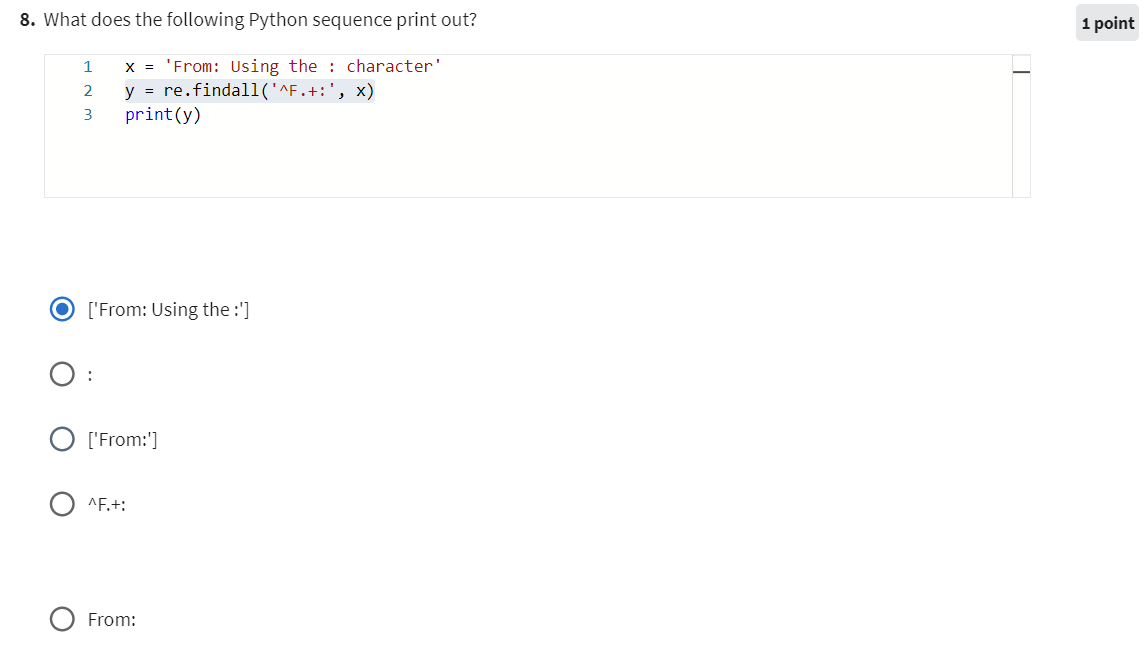 8. What does the following Python sequence print out?
1 point
1 x = 'From: Using the : character'
2 y = re.findall('^F.+:', x)
3 print(y)
['From: Using the :']
:
['From:']
^F.+:
From: